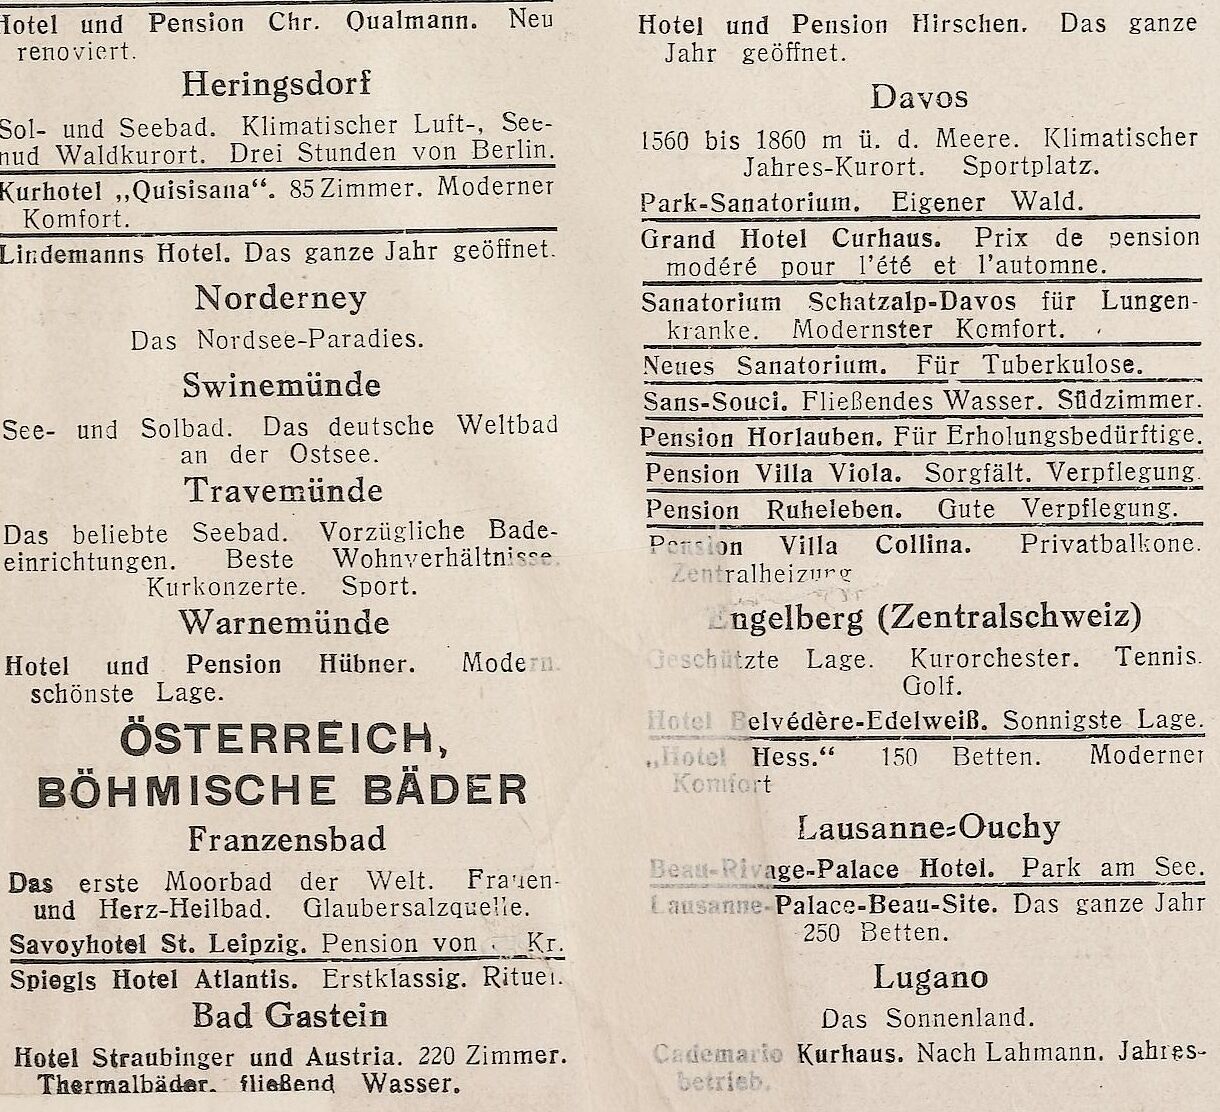 Hotel und Pension Chr. Qualmann. Neu
renoviert.
Heringsdorf
Sol- und Seebad. Klimatischer Luft-, See-
nud Waldkurort. Drei Stunden von Berlin.
Kurhotel „Quisisana“. 85 Zimmer. Moderner
Komfort.
Lindemanns Hotel. Das ganze Jahr geöffnet.
Norderney
Das Nordsee-Paradies.
Swinemünde
See- und Solbad. Das deutsche Weltbad
an der Ostsee.
Travemünde
Das beliebte Seebad. Vorzügliche Bade-
einrichtungen. Beste Wohnverhältnisse.
Kurkonzerte. Sport.
Warnemünde
Hotel und Pension Hübner. Modern.
schönste Lage.
ÖSTERREICH,
BÖHMISCHE BÄDER
Franzensbad
Das erste Moorbad der Welt. Frauen-
und Herz-Heilbad. Glaubersalzquelle.
Savoyhotel St. Leipzig. Pension von Kr.
Spiegls Hotel Atlantis. Erstklassig. Rituel.
Bad Gastein
Hotel Straubinger und Austria. 220 Zimmer.
Thermalbäder. fließend Wasser.
Hotel und Pension Hirschen. Das ganze
Jahr geöffnet.
Davos
1560 bis 1860 m ü. d. Meere. Klimatischer
Jahres-Kurort. Sportplatz.
Park-Sanatorium. Eigener Wald.
Grand Hotel Curhaus. Prix de pension
modéré pour l'été et l'automne.
Sanatorium Schatzalp-Davos für Lungen-
kranke. Modernster Komfort.
Neues Sanatorium. Für Tuberkulose.
Sans-Souci. Fließendes Wasser. Südzimmer.
Pension Horlauben. Für Erholungsbedürftige.
Pension Villa Viola. Sorgfält. Verpflegung.
Pension Ruheleben. Gute Verpflegung.
Pension Villa Collina. Privatbalkone.
Zentralheizung
Engelberg (Zentralschweiz)
Geschützte Lage. Kurorchester. Tennis.
Golf.
Hotel Belvédère-Edelweiß. Sonnigste Lage.
„Hotel Hess.“ 150 Betten. Moderner
Komfort
Lausanne-Ouchy
Beau-Rivage-Palace Hotel. Park am See.
Lausanne-Palace-Beau-Site. Das ganze Jahr
250 Betten.
Lugano
Das Sonnenland.
Cademario Kurhaus. Nach Lahmann. Jahres-
betrieb.